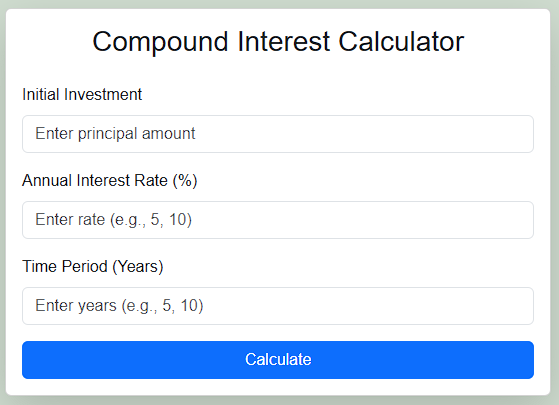 Compound Interest Calculator
Initial Investment
Enter principal amount
Annual Interest Rate (%)
Enter rate (e.g., 5, 10)
Time Period (Years)
Enter years (e.g., 5, 10)
Calculate